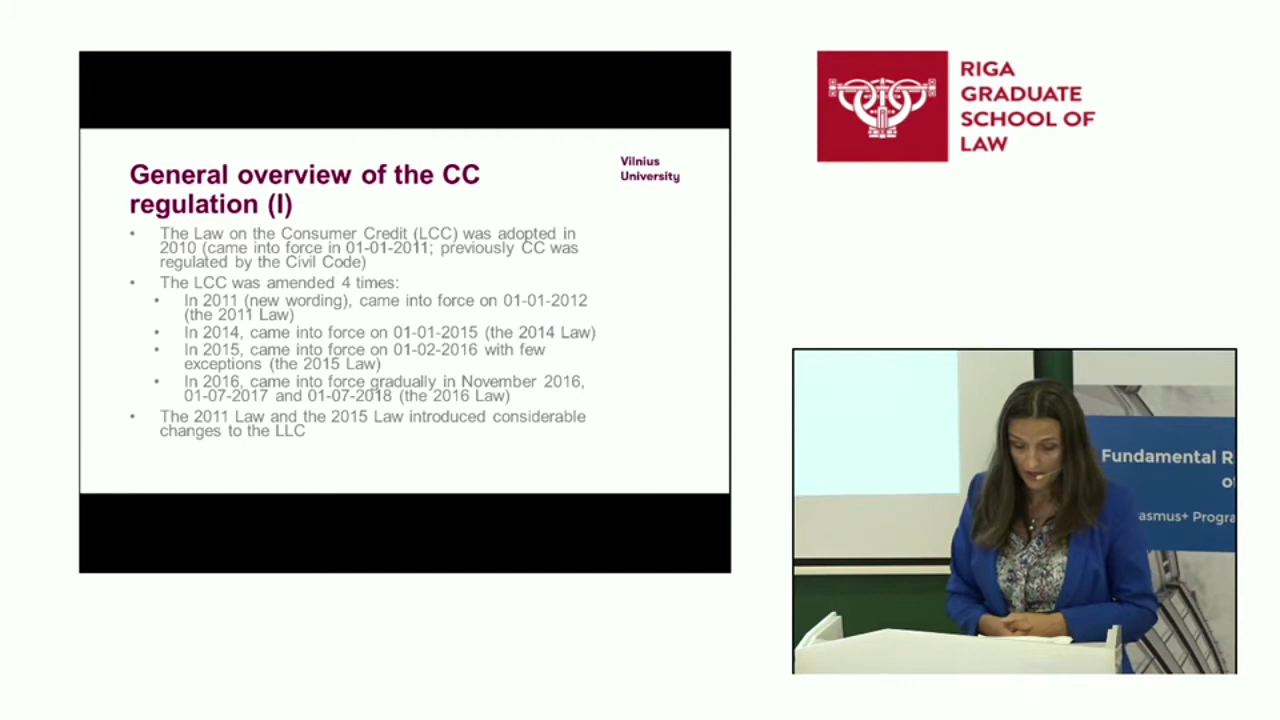 General overview of the CC
regulation (I)
Vilnius
University
• The Law on the Consumer Credit (LCC) was adopted in
2010 (came into force in 01-01-2011; previously CC was
regulated by the Civil Code)
• The LCC was amended 4 times:
• In 2011 (new wording), came into force on 01-01-2012
(the 2011 Law)
• In 2014, came into force on 01-01-2015 (the 2014 Law)
• In 2015, came into force on 01-02-2016 with few
exceptions (the 2015 Law)
• In 2016, came into force gradually in November 2016,
01-07-2017 and 01-07-2018 (the 2016 Law)
• The 2011 Law and the 2015 Law introduced considerable
changes to the LLC
RIGA
GRADUATE
SCHOOL OF
LAW
Fundamental R
o
asmus+ Progra